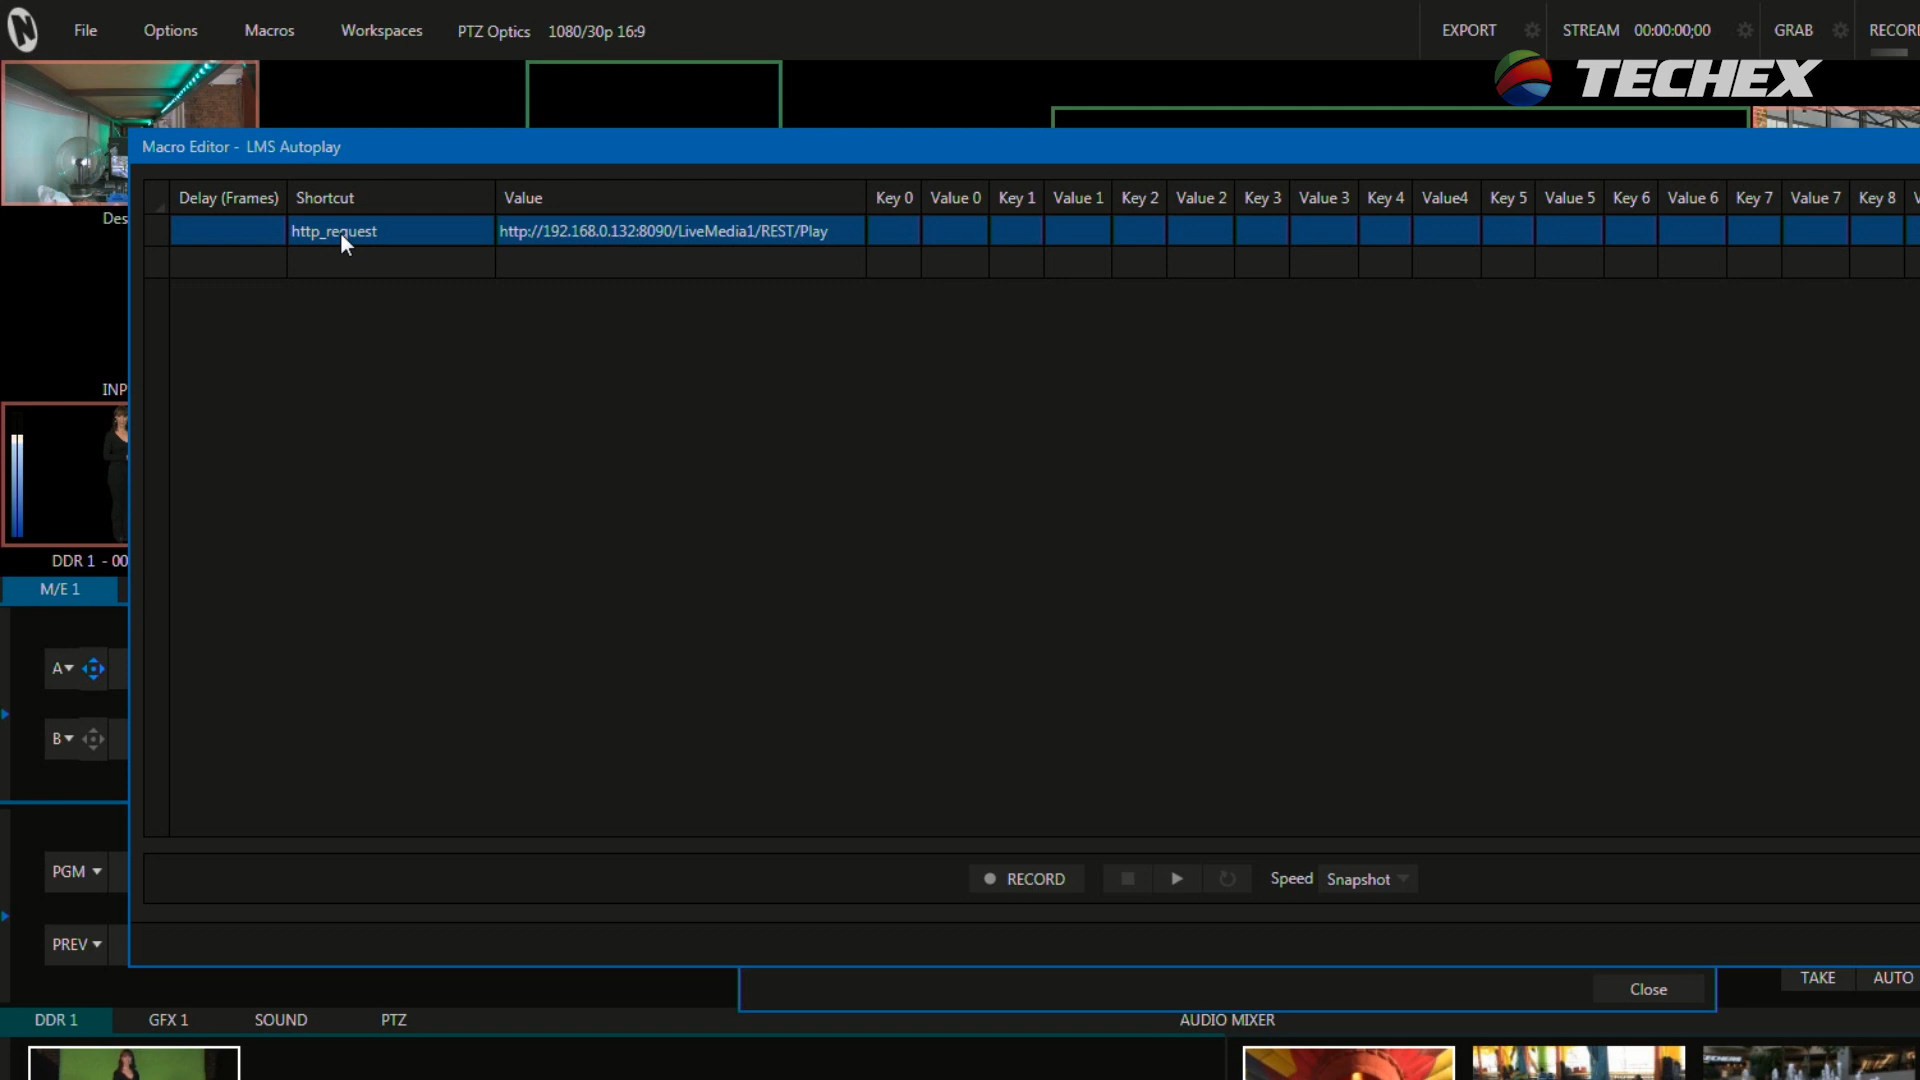 File Options Macros Workspaces PTZ Optics 1080/30p 16:9 EXPORT STREAM 00:00:00;00 GRAB RECORD
TECHEX
Macro Editor - LMS Autoplay
Delay (Frames) Shortcut Value Key 0 Value 0 Key 1 Value 1 Key 2 Value 2 Key 3 Value 3 Key 4 Value4 Key 5 Value 5 Key 6 Value 6 Key 7 Value 7 Key 8
http_request http://192.168.0.132:8090/LiveMedia1/REST/Play
Des
INP
DDR 1 - 00
M/E 1
A
B
PGM
RECORD Speed Snapshot
PREV
Close
TAKE AUTO
DDR 1 GFX 1 SOUND PTZ AUDIO MIXER